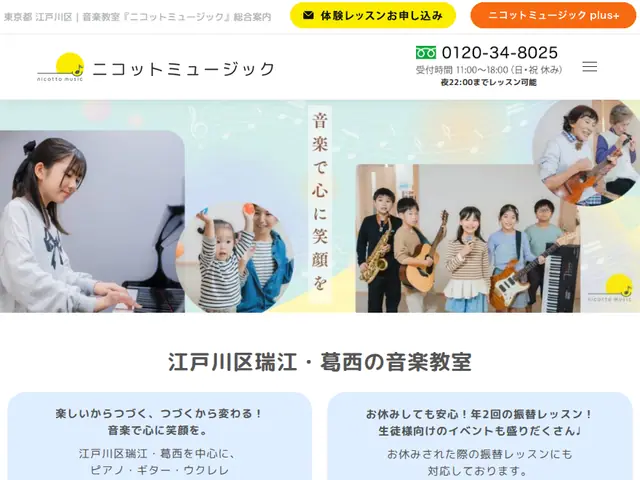 東京都 江戸川区｜音楽教室『ニコットミュージック』総合案内
体験レッスンお申し込み
ニコットミュージック plus+
nicotto music
ニコットミュージック
0120-34-8025
受付時間 11:00〜18:00 (日・祝 休み)
夜22:00までレッスン可能
音楽で心に笑顔を
nicotto music
江戸川区瑞江・葛西の音楽教室
楽しいからつづく、つづくから変わる！
音楽で心に笑顔を。
江戸川区瑞江・葛西を中心に、
ピアノ・ギター・ウクレレ
お休みしても安心！年2回の振替レッスン！
生徒様向けのイベントも盛りだくさん♩
お休みされた際の振替レッスンにも
対応しております。